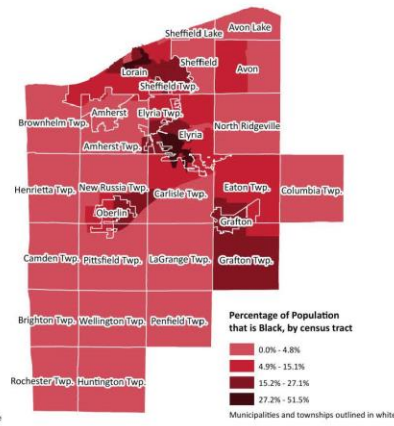 Avon Lake
Sheffield Lake
Sheffield
Avon
Lorain
Sheffield Twp.
Amherst
Elyria Twp.
Brownhelm Twp.
Elyria
North Ridgeville
Amherst Twp.
Henrietta Twp.
New Russia Twp.
Carlisle Twp.
Eaton Twp.
Columbia Twp.
Oberlin
Grafton
Camden Twp.
Pittsfield Twp.
LaGrange Twp.
Grafton Twp.
Brighton Twp.
Wellington Twp.
Penfield Twp.
Rochester Twp.
Huntington Twp.
Percentage of Population
that is Black, by census tract
0.0% - 4.8%
4.9% - 15.1%
15.2% - 27.1%
27.2% - 51.5%
Municipalities and townships outlined in white